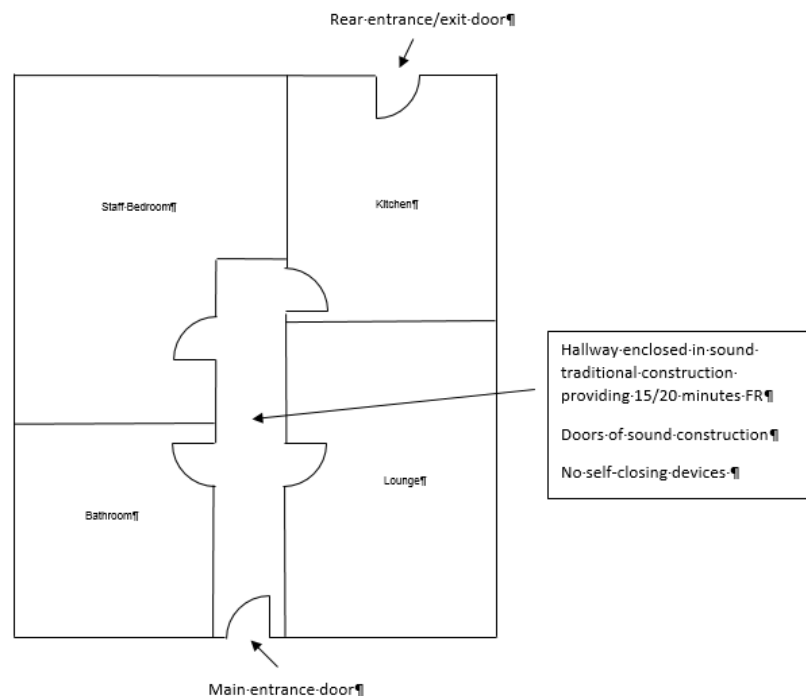 Rear·entrance/exit·door¶
Staff·Bedroom¶
Kitchen¶
Hallway·enclosed·in·sound·
traditional·construction·
providing·15/20·minutes·FR¶
Doors·of·sound·construction¶
No·self-closing·devices·¶
Lounge¶
Bathroom¶
Main·entrance·door¶